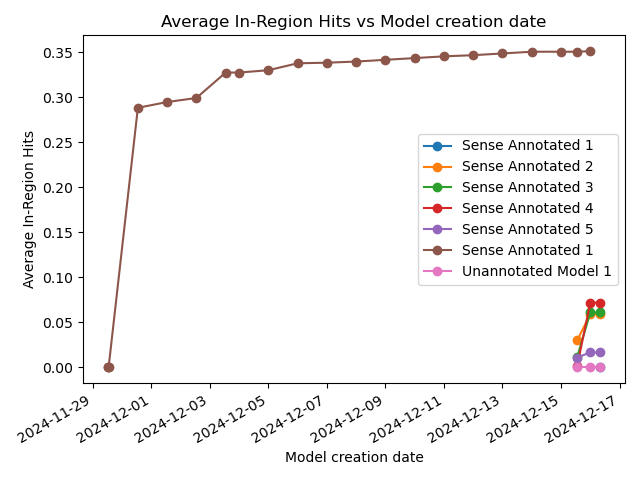 Average In-Region Hits vs Model creation date
Average In-Region Hits
0.35
0.30
0.25
0.20
0.15
0.10
0.05
0.00
Sense Annotated 1
Sense Annotated 2
Sense Annotated 3
Sense Annotated 4
Sense Annotated 5
Sense Annotated 1
Unannotated Model 1
2024-11-29
2024-12-01
2024-12-03
2024-12-05
2024-12-07
2024-12-09
2024-12-11
2024-12-13
2024-12-15
2024-12-17
Model creation date